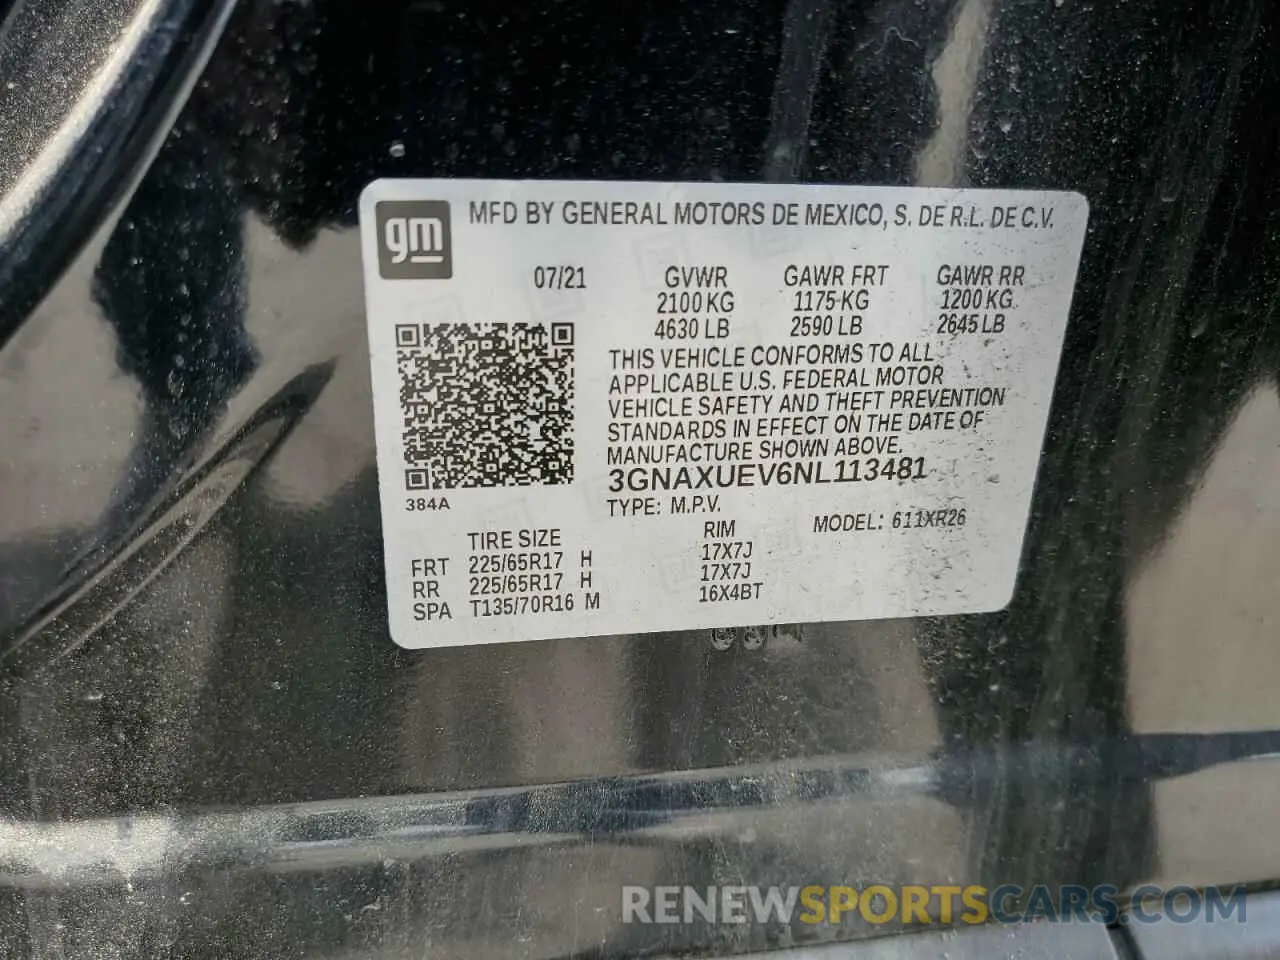 gm
MFD BY GENERAL MOTORS DE MEXICO, S. DE R.L. DE C.V.
07/21 GVWR GAWR FRT GAWR RR
2100 KG 1175 KG 1200 KG
4630 LB 2590 LB 2645 LB
THIS VEHICLE CONFORMS TO ALL
APPLICABLE U.S. FEDERAL MOTOR
VEHICLE SAFETY AND THEFT PREVENTION
STANDARDS IN EFFECT ON THE DATE OF
MANUFACTURE SHOWN ABOVE.
3GNAXUEV6NL113481
384A
TYPE: M.P.V. MODEL: 611XR26
TIRE SIZE RIM
FRT 225/65R17 H 17X7J
RR 225/65R17 H 17X7J
SPA T135/70R16 M 16X4BT
RENEWSPORTSCARS.COM